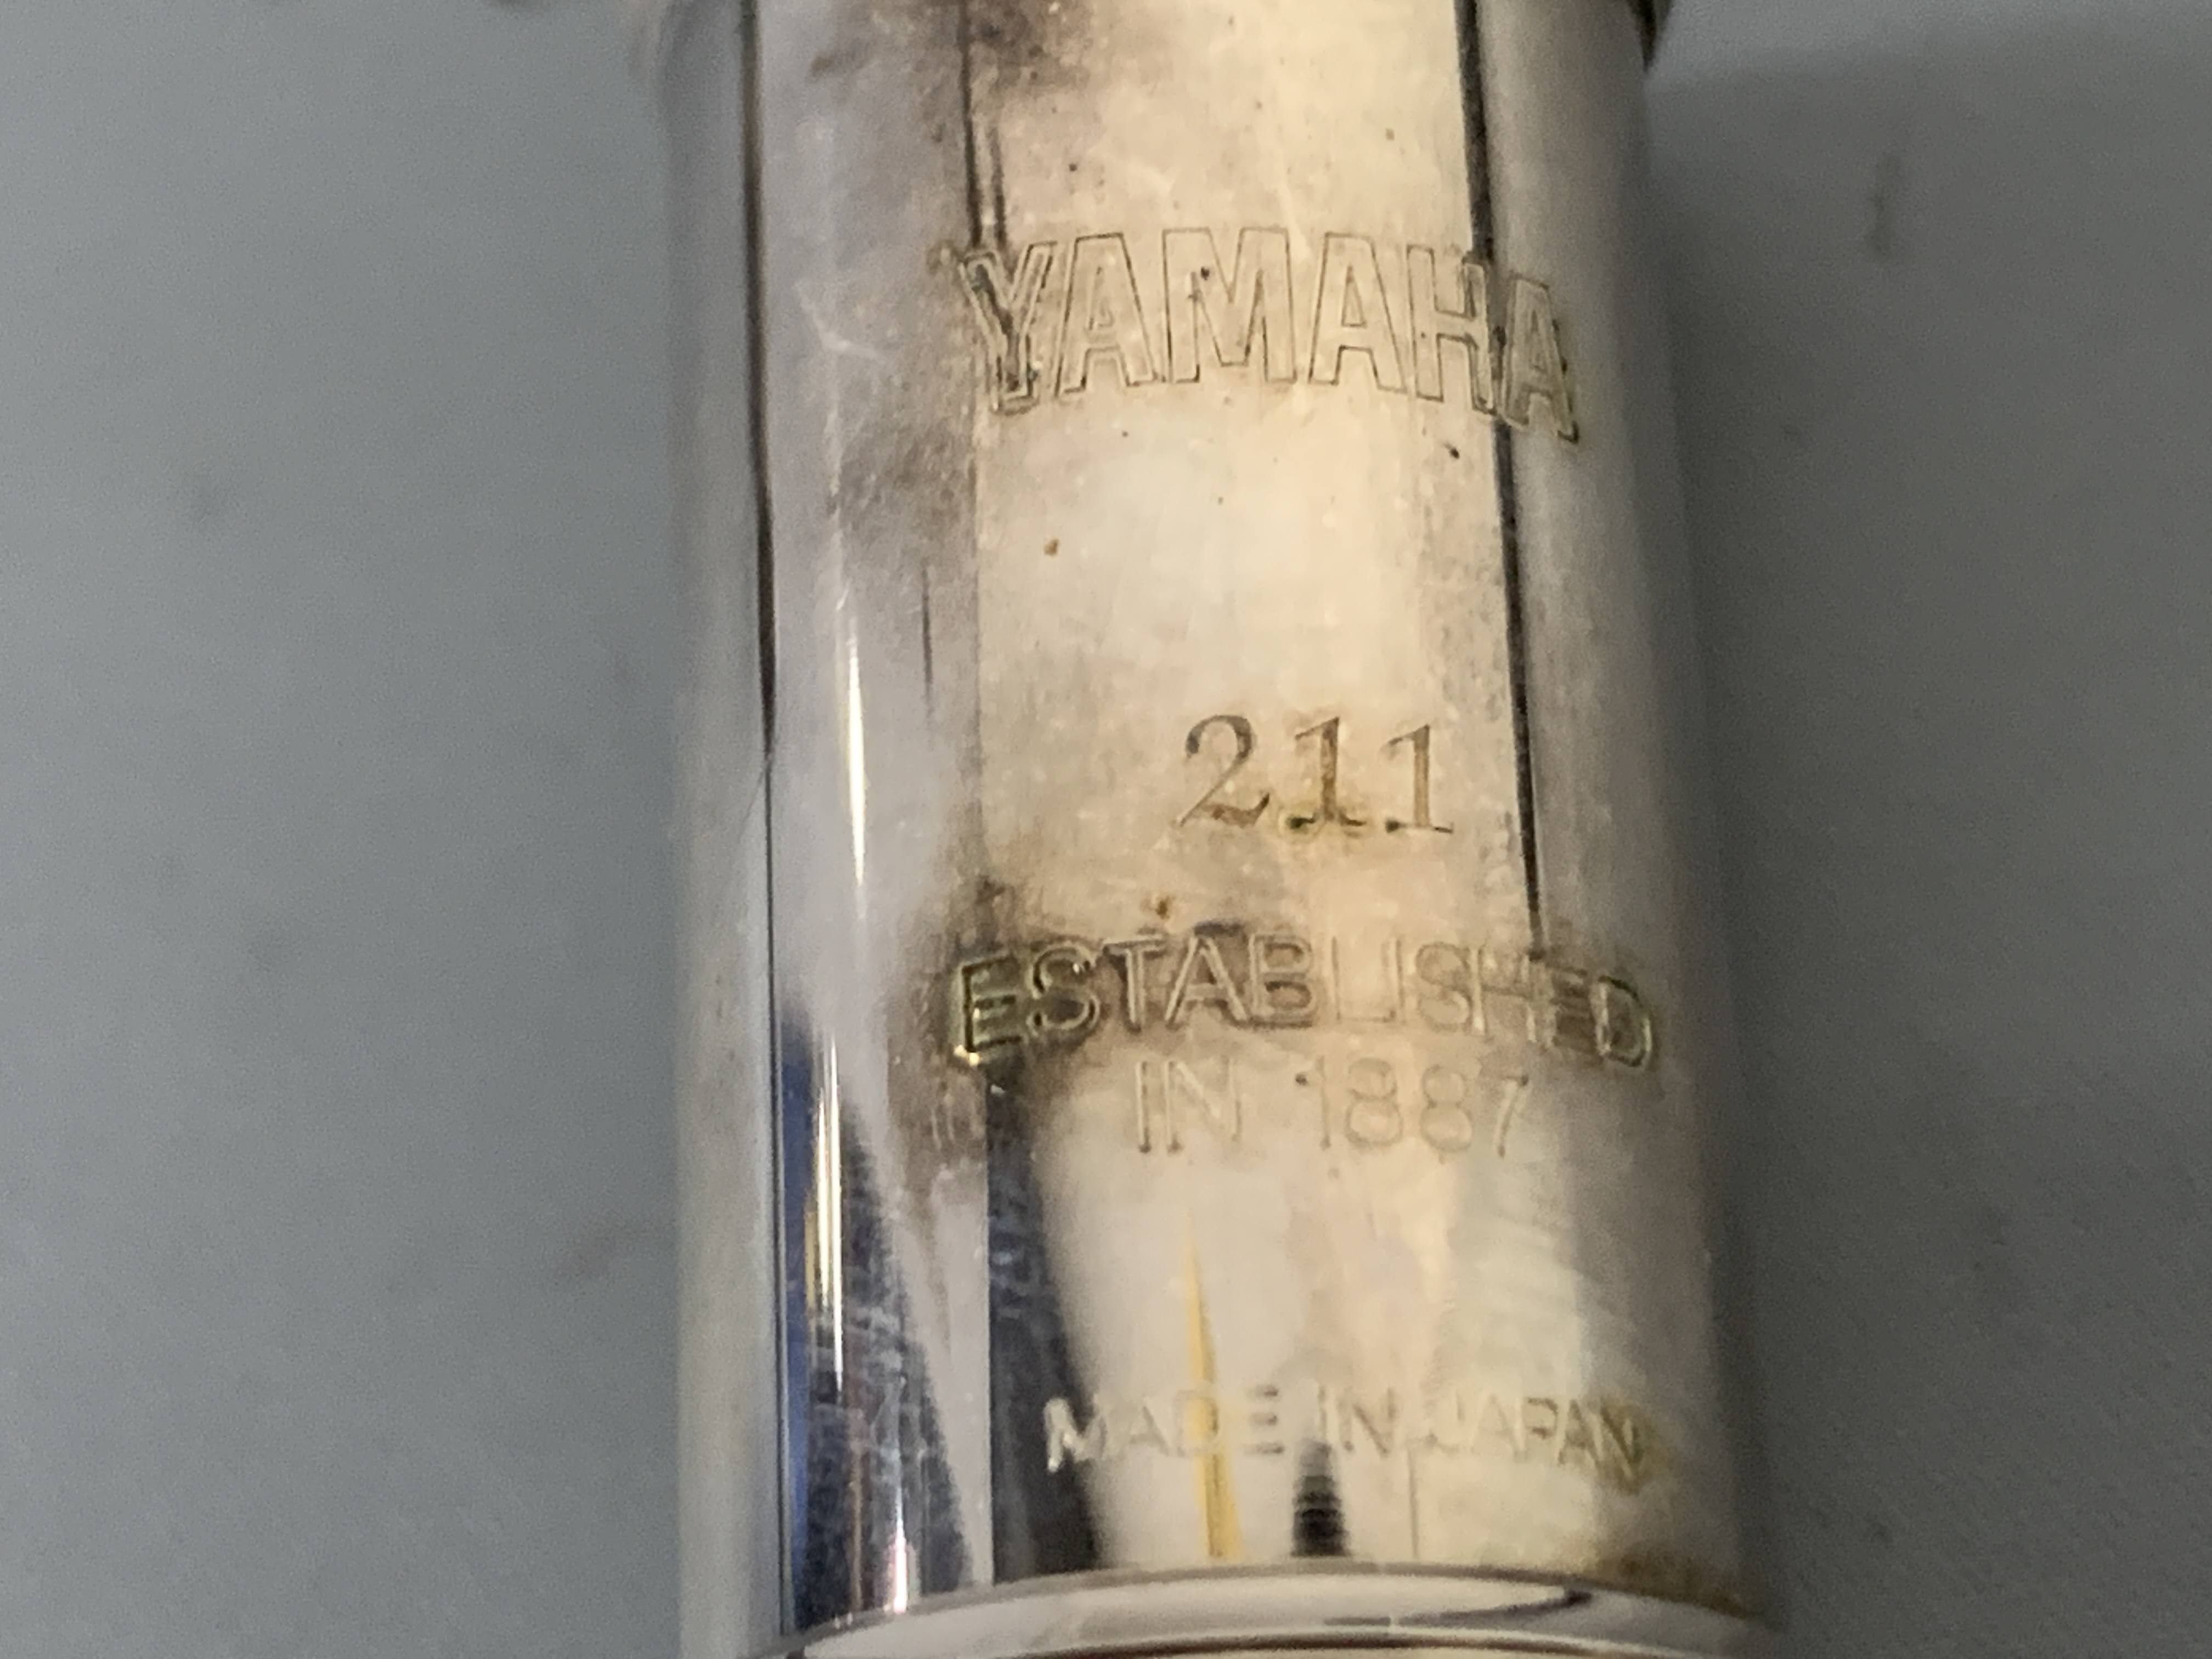 YAMAHA
211
ESTABLISHED
IN 1887
MADE IN JAPAN